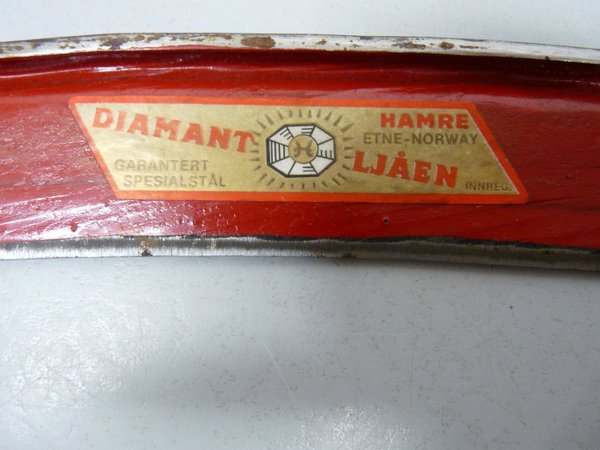 DIAMANT
GARANTERT
SPESIALSTÅL
H
HAMRE
ETNE-NORWAY
LJÅEN
INNREG.